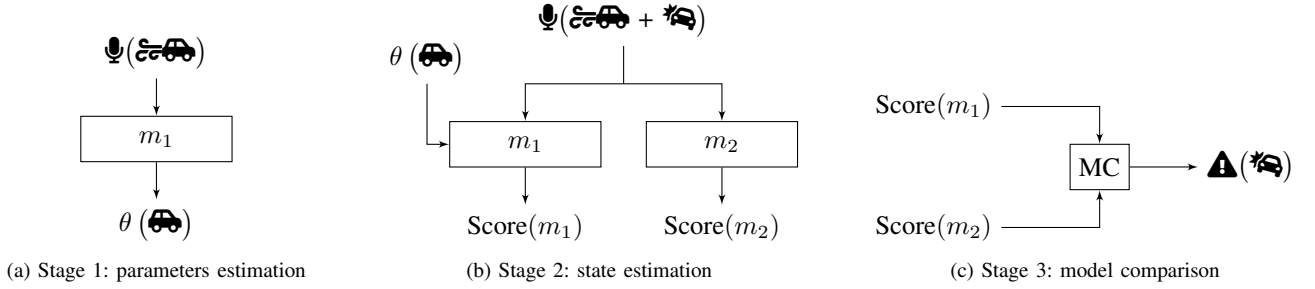 ( )
m₁
θ ( )
(a) Stage 1: parameters estimation
( + )
θ ( )
m₁
m₂
Score(m₁)
Score(m₂)
(b) Stage 2: state estimation
Score(m₁)
MC
( )
Score(m₂)
(c) Stage 3: model comparison